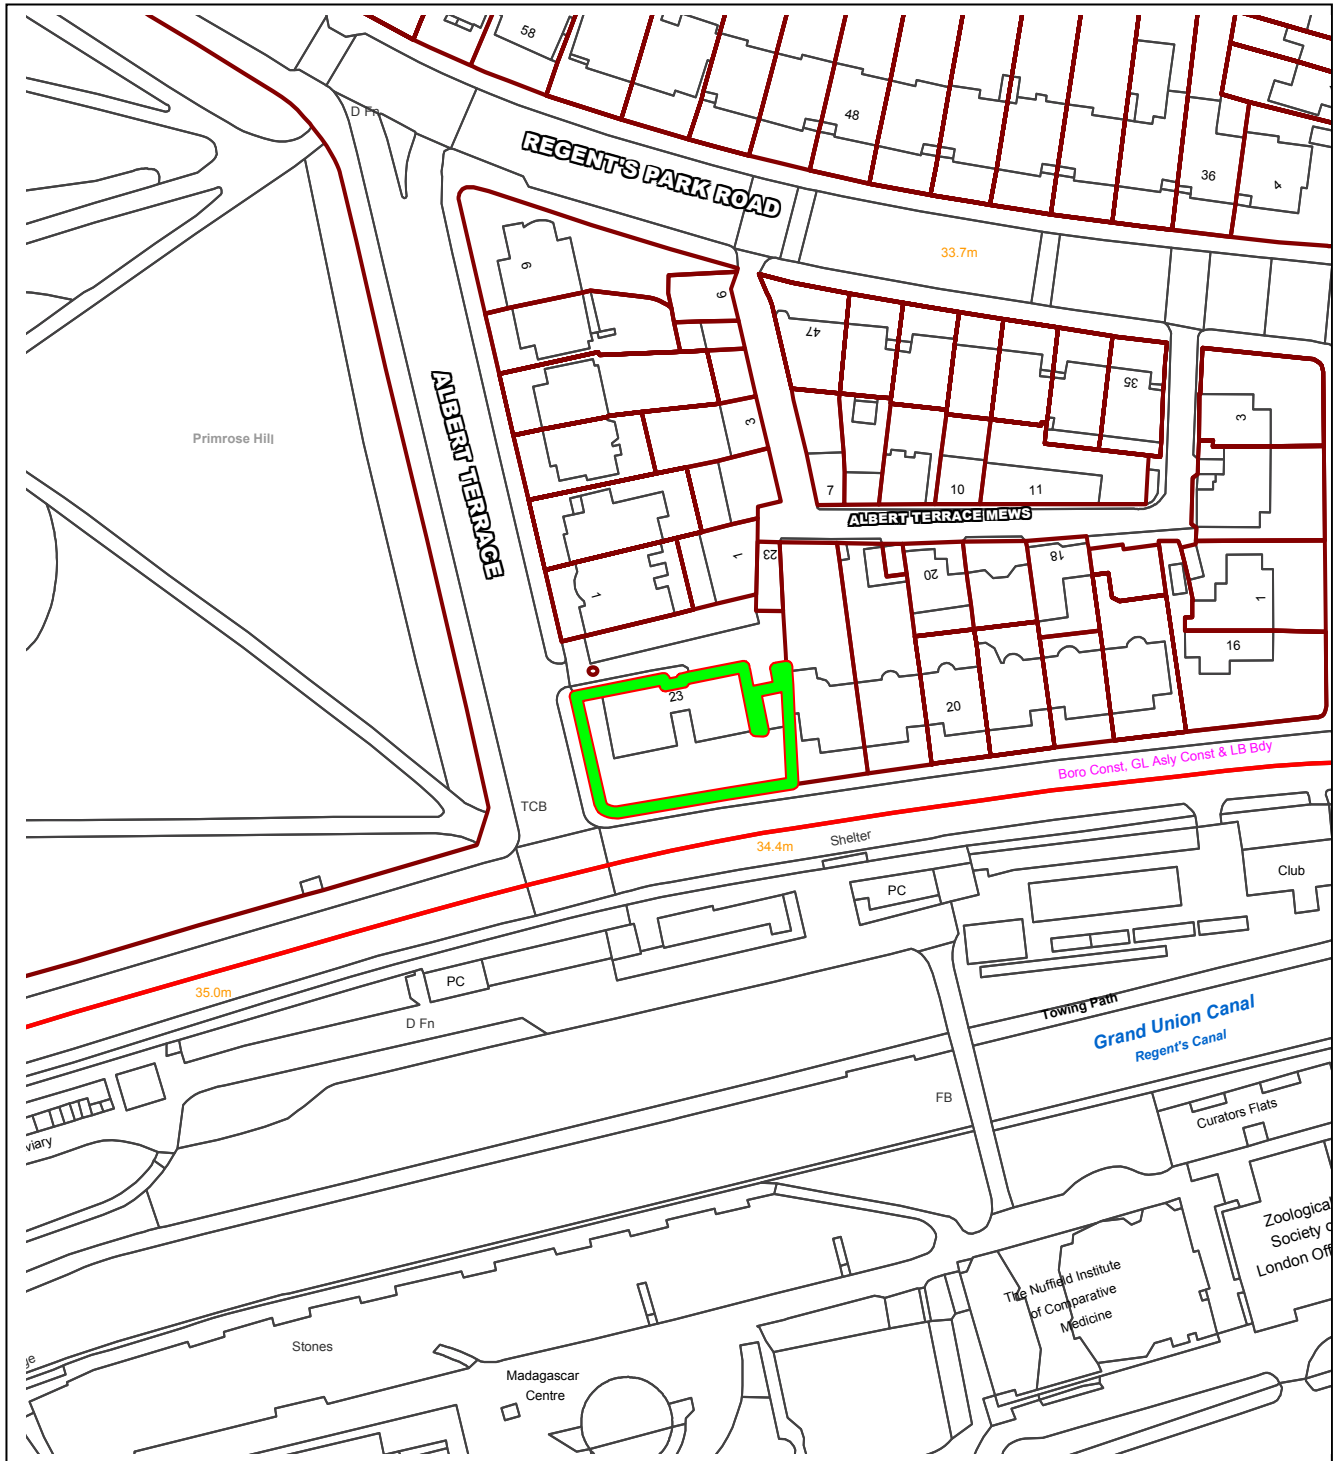 58
D Fn
REGENT'S PARK ROAD
48
36
4
33.7m
6
9
47
35
3
ALBERT TERRACE
Primrose Hill
3
7
10
11
ALBERT TERRACE MEWS
1
23
20
18
1
1
16
23
20
Boro Const, GL Asly Const & LB Bdy
TCB
34.4m
Shelter
PC
Club
35.0m
PC
D Fn
Towing Path
Grand Union Canal
Regent's Canal
FB
Curators Flats
viary
Zoological
Society o
London Off
The Nuffield Institute
of Comparative
Medicine
Stones
ge
Madagascar
Centre